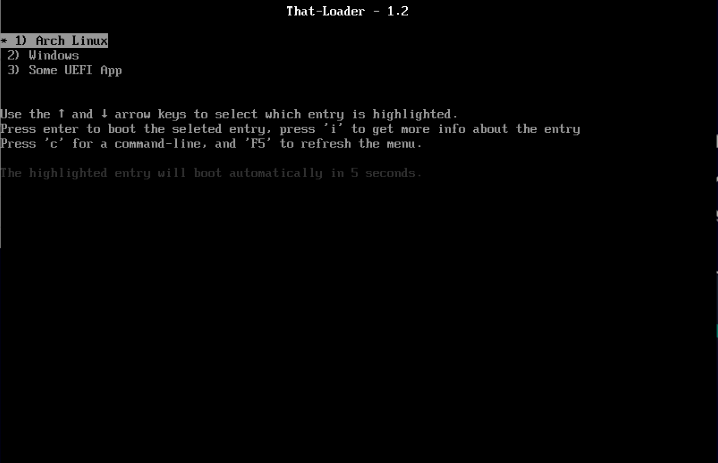 That-Loader - 1.2
* 1) Arch Linux
2) Windows
3) Some UEFI App
Use the ↑ and ↓ arrow keys to select which entry is highlighted.
Press enter to boot the seleted entry, press 'i' to get more info about the entry
Press 'c' for a command-line, and 'F5' to refresh the menu.
The highlighted entry will boot automatically in 5 seconds.